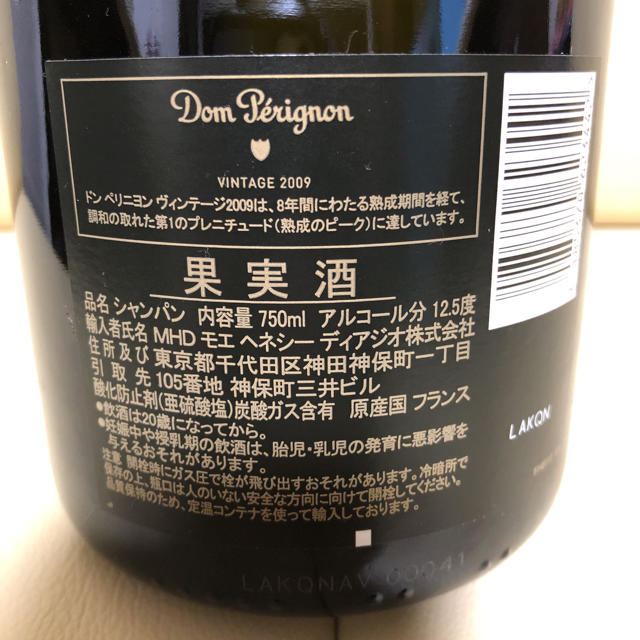 Dom Pérignon
VINTAGE 2009
ドン ペリニヨン ヴィンテージ2009は、8年間にわたる熟成期間を経て、
調和の取れた第1のプレニチュード(熟成のピーク)に達しています。
果実酒
品名 シャンパン 内容量 750ml アルコール分 12.5度
輸入者氏名 MHD モエ ヘネシー ディアジオ株式会社
住所及び 東京都千代田区神田神保町一丁目
引取先 105番地 神保町三井ビル
酸化防止剤(亜硫酸塩)炭酸ガス含有 原産国 フランス
●飲酒は20歳になってから。
●妊娠中や授乳期の飲酒は、胎児・乳児の発育に悪影響を
与えるおそれがあります。
注意 開栓時にガス圧で栓が飛び出すおそれがあります。冷暗所で
保存の上、瓶口は人のいない安全な方向に向けて開栓してください。
品質保持のため、定温コンテナを使って輸入しております。
LAKQN
LAKQNAV 00041